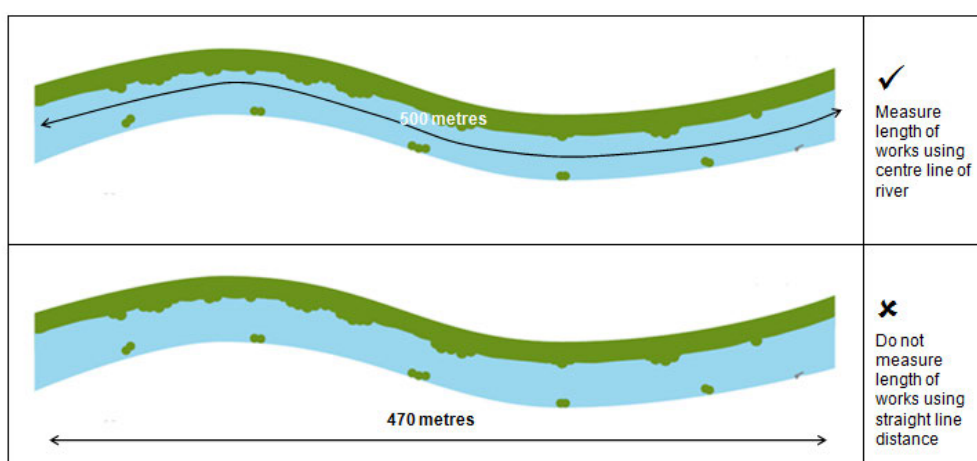 500 metres
✓
Measure
length of
works using
centre line of
river
470 metres
✘
Do not
measure
length of
works using
straight line
distance